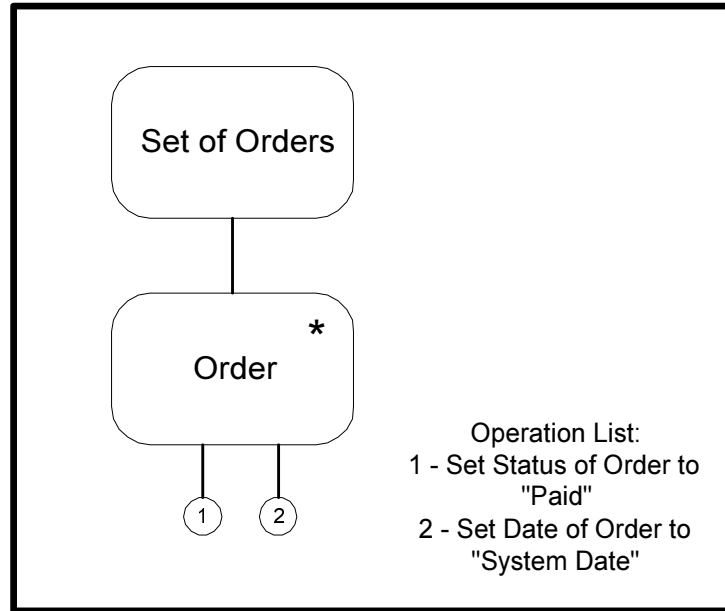 Set of Orders
*
Order
1
2
Operation List:
1 - Set Status of Order to
"Paid"
2 - Set Date of Order to
"System Date"